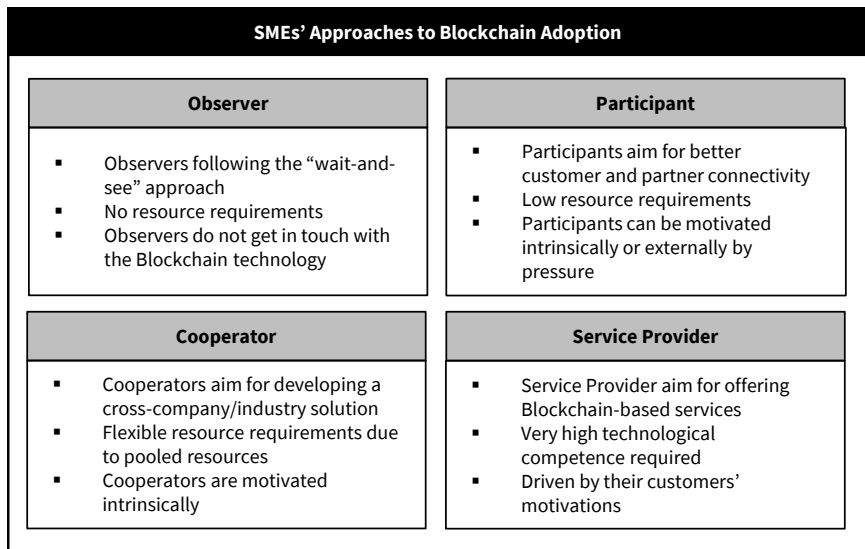 SMEs' Approaches to Blockchain Adoption
Observer
▪ Observers following the “wait-and-
see” approach
▪ No resource requirements
▪ Observers do not get in touch with
the Blockchain technology
Participant
▪ Participants aim for better
customer and partner connectivity
▪ Low resource requirements
▪ Participants can be motivated
intrinsically or externally by
pressure
Cooperator
▪ Cooperators aim for developing a
cross-company/industry solution
▪ Flexible resource requirements due
to pooled resources
▪ Cooperators are motivated
intrinsically
Service Provider
▪ Service Provider aim for offering
Blockchain-based services
▪ Very high technological
competence required
▪ Driven by their customers'
motivations